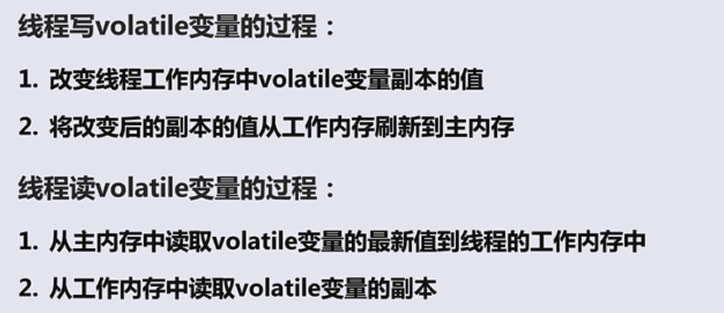 线程写volatile变量的过程：
1. 改变线程工作内存中volatile变量副本的值
2. 将改变后的副本的值从工作内存刷新到主内存
线程读volatile变量的过程：
1. 从主内存中读取volatile变量的最新值到线程的工作内存中
2. 从工作内存中读取volatile变量的副本